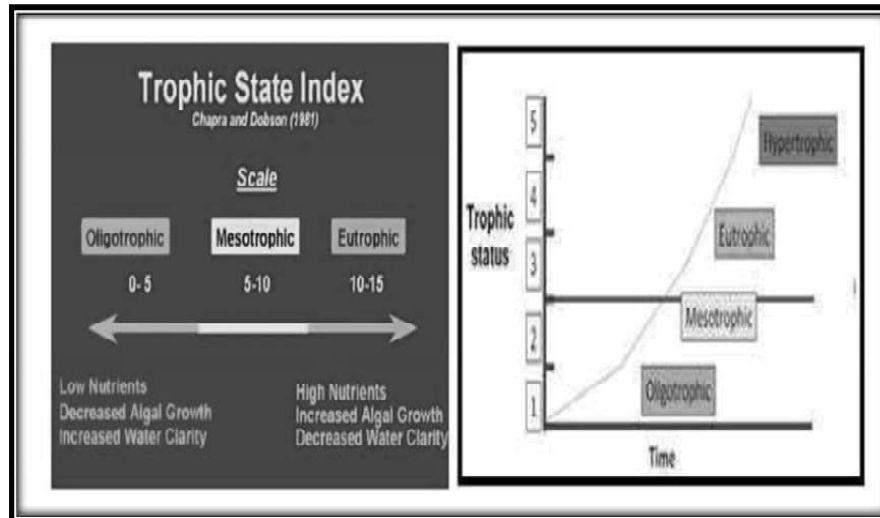 Trophic State Index
Chapra and Dobson (1981)
Scale
Oligotrophic
Mesotrophic
Eutrophic
0- 5
5-10
10-15
Low Nutrients
Decreased Algal Growth
Increased Water Clarity
High Nutrients
Increased Algal Growth
Decreased Water Clarity
Trophic
status
5
4
3
2
1
Hypertrophic
Eutrophic
Mesotrophic
Oligotrophic
Time